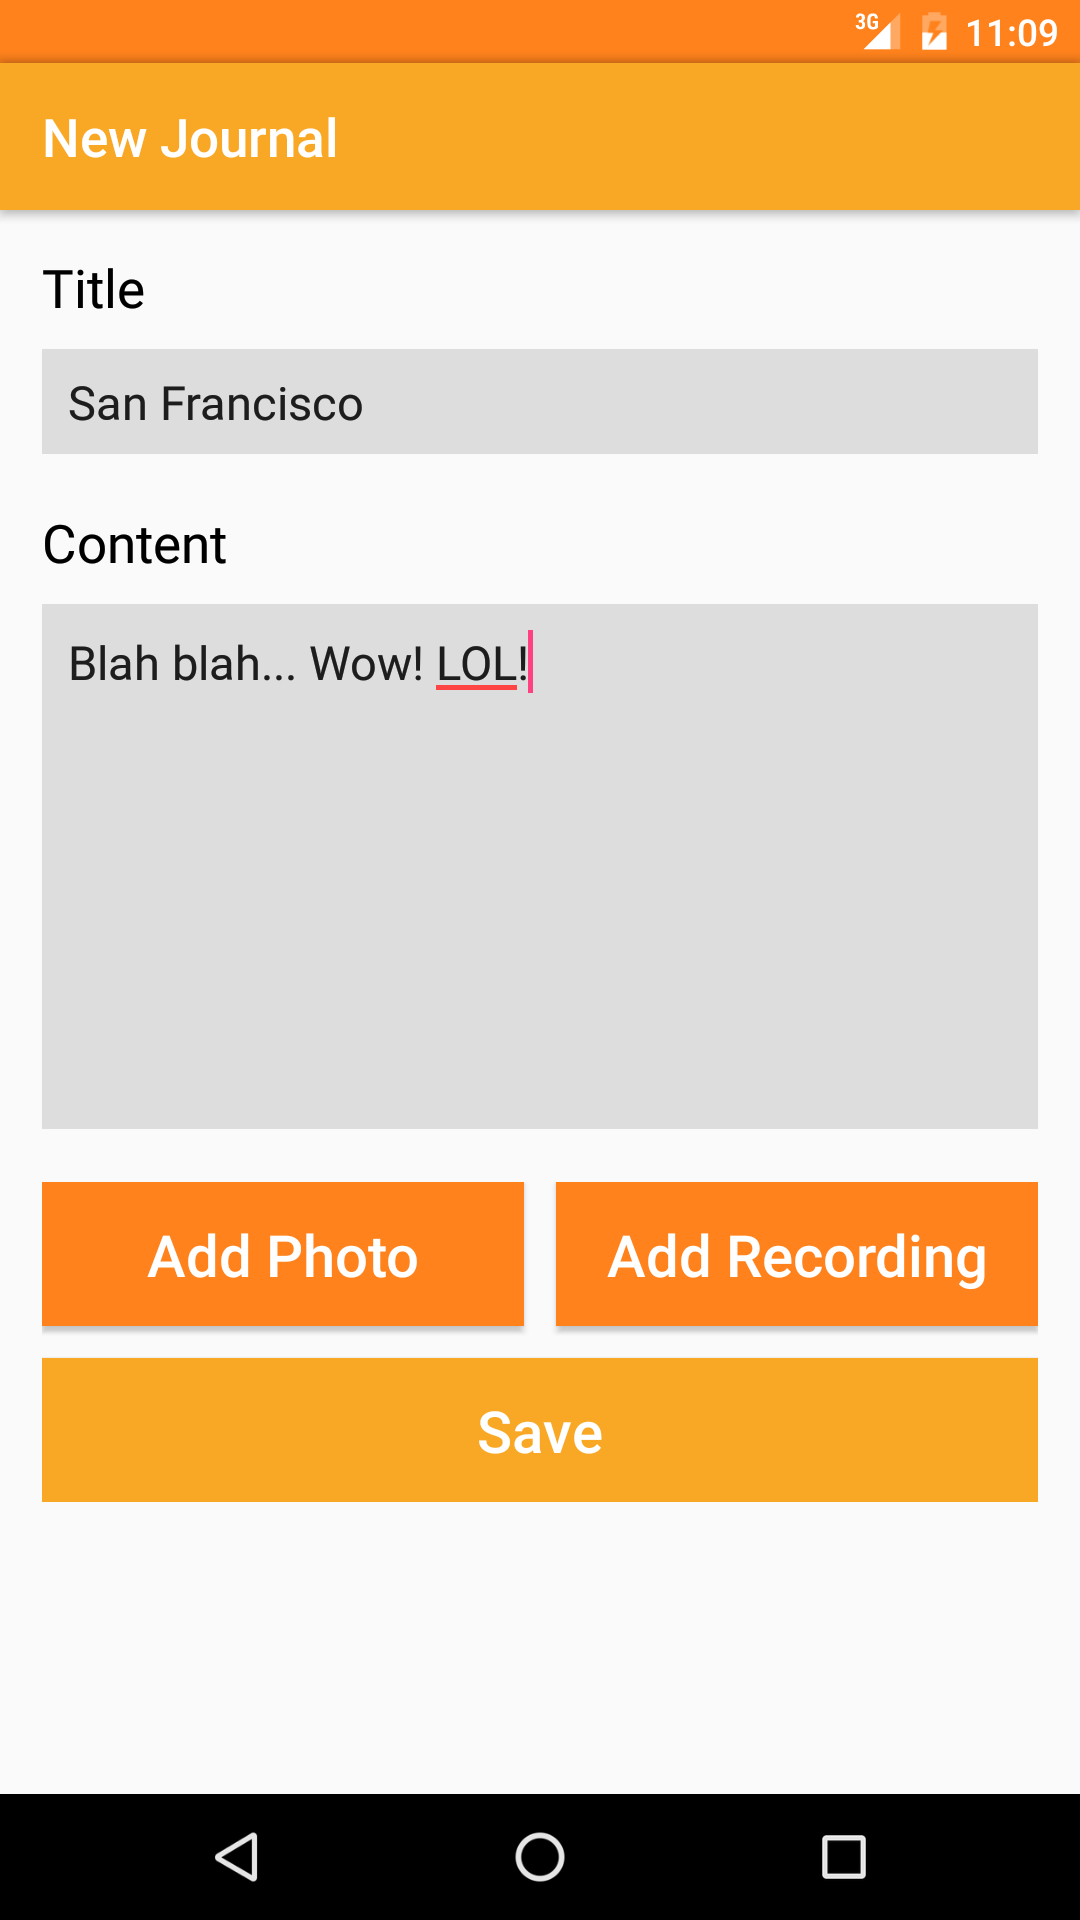 3G 11:09
New Journal
Title
San Francisco
Content
Blah blah... Wow! LOL!
Add Photo Add Recording
Save